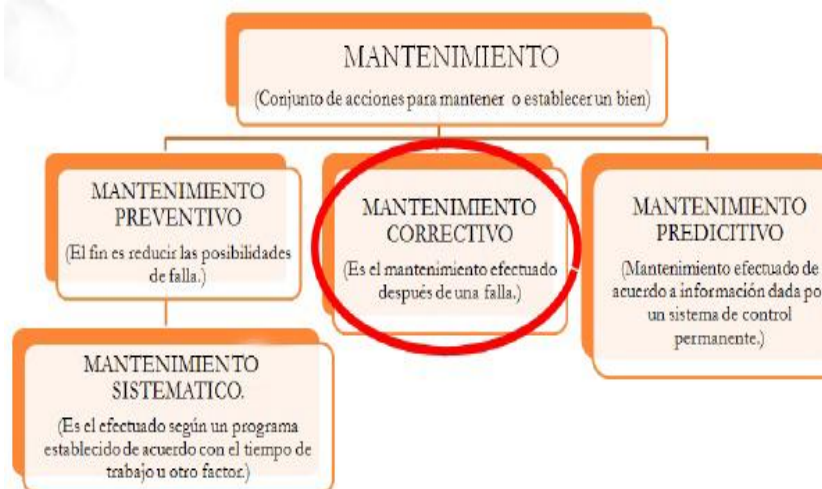 MANTENIMIENTO
(Conjunto de acciones para mantener o establecer un bien)
MANTENIMIENTO
PREVENTIVO
(El fin es reducir las posibilidades
de falla.)
MANTENIMIENTO
CORRECTIVO
(Es el mantenimiento efectuado
después de una falla.)
MANTENIMIENTO
PREDICITIVO
(Mantenimiento efectuado de
acuerdo a información dada po
un sistema de control
permanente.)
MANTENIMIENTO
SISTEMATICO.
(Es el efectuado según un programa
establecido de acuerdo con el tiempo de
trabajo u otro factor.)